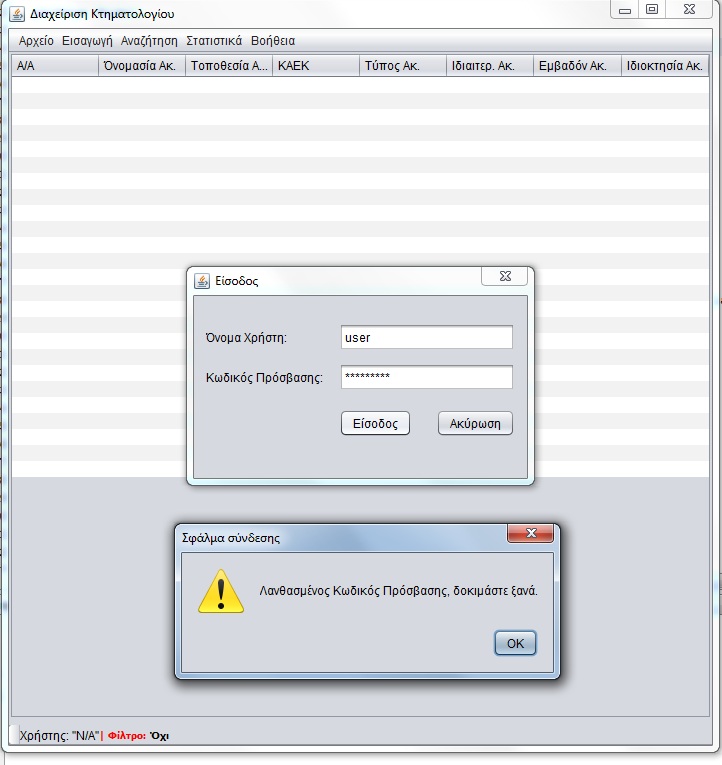 Διαχείριση Κτηματολογίου
Αρχείο Εισαγωγή Αναζήτηση Στατιστικά Βοήθεια
Α/Α Όνομασία Ακ. Τοποθεσία Α... ΚΑΕΚ Τύπος Ακ. Ιδιαιτερ. Ακ. Εμβαδόν Ακ. Ιδιοκτησία Ακ.
Είσοδος
Όνομα Χρήστη: user
Κωδικός Πρόσβασης: *********
Είσοδος Ακύρωση
Σφάλμα σύνδεσης
Λανθασμένος Κωδικός Πρόσβασης, δοκιμάστε ξανά.
OK
Χρήστης: "N/A"| Φίλτρο: Όχι